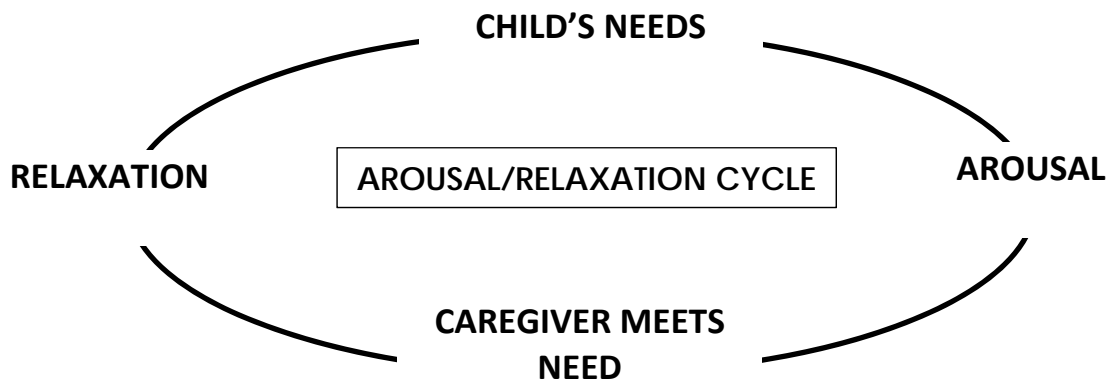 CHILD’S NEEDS
RELAXATION
AROUSAL/RELAXATION CYCLE
AROUSAL
CAREGIVER MEETS
NEED